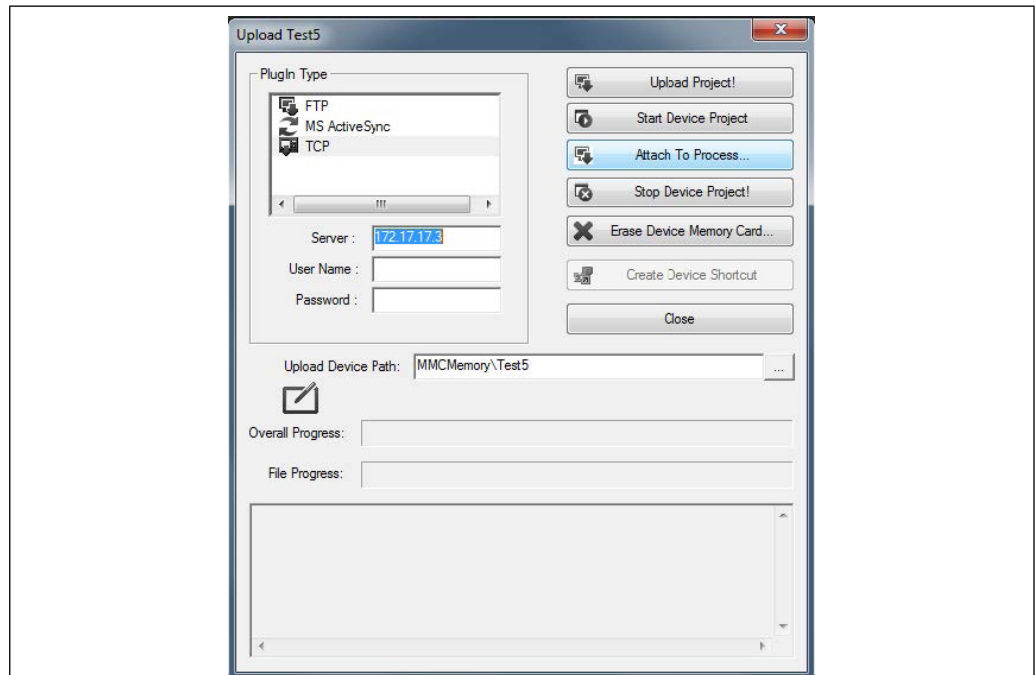 Upload Test5
PlugIn Type
FTP
MS ActiveSync
TCP
Server :
172.17.17.3
User Name :
Password :
Upload Project!
Start Device Project
Attach To Process...
Stop Device Project!
Erase Device Memory Card...
Create Device Shortcut
Close
Upload Device Path:
MMCMemory\Test5
...
Overall Progress:
File Progress: